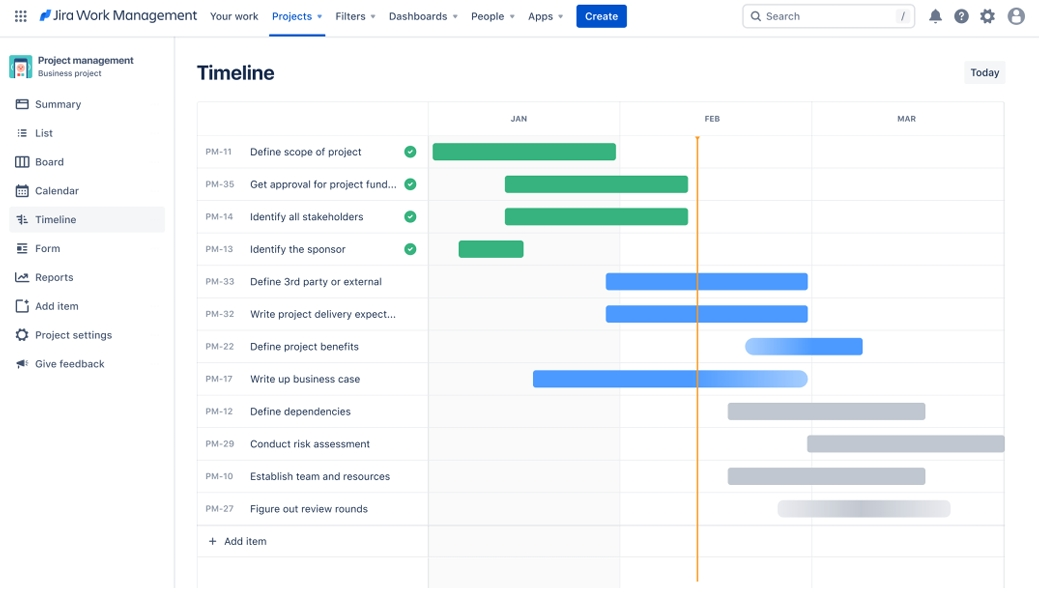 Jira Work Management Your work Projects Filters Dashboards People Apps Create Search /
Project management
Business project
Summary
List
Board
Calendar
Timeline
Form
Reports
Add item
Project settings
Give feedback
Timeline
Today
JAN FEB MAR
PM-11 Define scope of project
PM-35 Get approval for project fund...
PM-14 Identify all stakeholders
PM-13 Identify the sponsor
PM-33 Define 3rd party or external
PM-32 Write project delivery expect...
PM-22 Define project benefits
PM-17 Write up business case
PM-12 Define dependencies
PM-29 Conduct risk assessment
PM-10 Establish team and resources
PM-27 Figure out review rounds
+ Add item